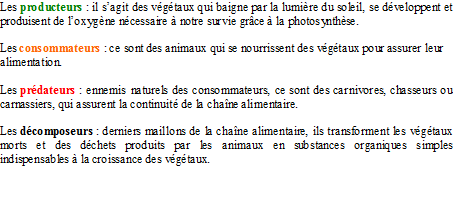 Les producteurs : il s'agit des végétaux qui baigne par la lumière du soleil, se développent et
produisent de l'oxygène nécessaire à notre survie grâce à la photosynthèse.
Les consommateurs : ce sont des animaux qui se nourrissent des végétaux pour assurer leur
alimentation.
Les prédateurs : ennemis naturels des consommateurs, ce sont des carnivores, chasseurs ou
carnassiers, qui assurent la continuité de la chaîne alimentaire.
Les décomposeurs : derniers maillons de la chaîne alimentaire, ils transforment les végétaux
morts et des déchets produits par les animaux en substances organiques simples
indispensables à la croissance des végétaux.